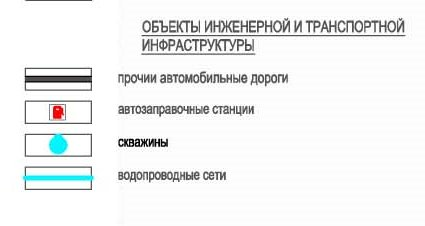 ОБЪЕКТЫ ИНЖЕНЕРНОЙ И ТРАНСПОРТНОЙ
ИНФРАСТРУКТУРЫ
прочии автомобильные дороги
автозаправочные станции
скважины
водопроводные сети